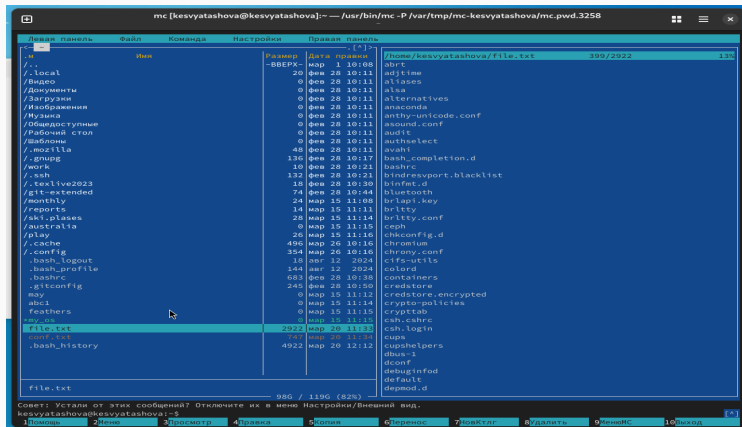 mc [kesvyatashova@kesvyatashova]:~ — /usr/bin/mc -P /var/tmp/mc-kesvyatashova/mc.pwd.3258
Левая панель Файл Команда Настройки Правая панель
<- ~ .[^]>
.и Имя Размер Дата правки
/.. -ВВЕРХ- мар 1 10:08
/.local 20 фев 28 10:11
/Видео 0 фев 28 10:11
/Документы 0 фев 28 10:11
/Загрузки 0 фев 28 10:11
/Изображения 0 фев 28 10:11
/Музыка 0 фев 28 10:11
/Общедоступные 0 фев 28 10:11
/Рабочий стол 0 фев 28 10:11
/Шаблоны 0 фев 28 10:11
/.mozilla 48 фев 28 10:11
/.gnupg 136 фев 28 10:17
/work 10 фев 28 10:21
/.ssh 132 фев 28 10:21
/.texlive2023 18 фев 28 10:30
/git-extended 74 фев 28 10:44
/monthly 24 мар 15 11:08
/reports 14 мар 15 11:11
/ski.plases 28 мар 15 11:14
/australia 0 мар 15 11:15
/play 26 мар 15 11:16
/.cache 496 мар 26 10:16
/.config 354 мар 26 10:16
.bash_logout 18 авг 12 2024
.bash_profile 144 авг 12 2024
.bashrc 683 фев 28 10:38
.gitconfig 245 фев 28 10:50
may 0 мар 15 11:12
abc1 0 мар 15 11:14
feathers 0 мар 15 11:15
*my_os 0 мар 15 11:15
file.txt 2922 мар 20 11:33
conf.txt 747 мар 20 11:34
.bash_history 4922 мар 20 12:12
file.txt
98G / 119G (82%)
/home/kesvyatashova/file.txt 399/2922 13%
abrt
adjtime
aliases
alsa
alternatives
anaconda
anthy-unicode.conf
asound.conf
audit
authselect
avahi
bash_completion.d
bashrc
bindresvport.blacklist
binfmt.d
bluetooth
brlapi.key
brltty
brltty.conf
ceph
chkconfig.d
chromium
chrony.conf
cifs-utils
colord
containers
credstore
credstore.encrypted
crypto-policies
crypttab
csh.cshrc
csh.login
cups
cupshelpers
dbus-1
dconf
debuginfod
default
depmod.d
Совет: Устали от этих сообщений? Отключите их в меню Настройки/Внешний вид.
kesvyatashova@kesvyatashova:~$ [^]
1Помощь 2Меню 3Просмотр 4Правка 5Копия 6Перенос 7НовКтлг 8Удалить 9МенюMC 10Выход